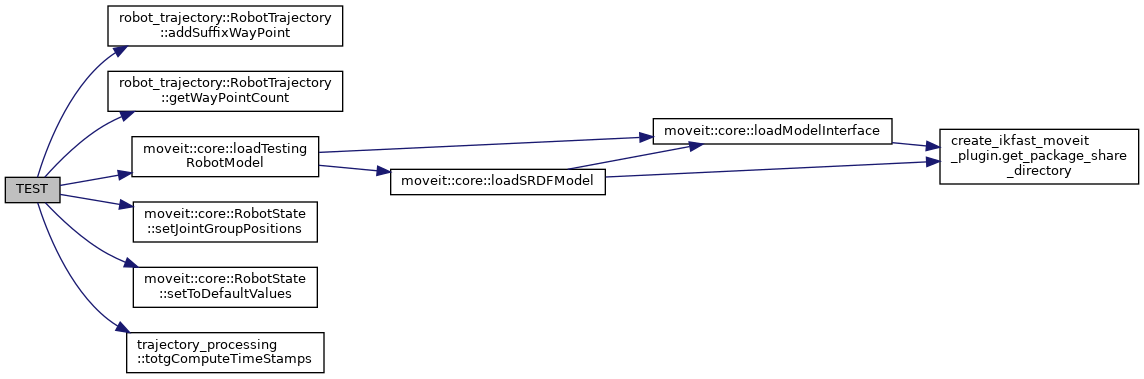 robot_trajectory::RobotTrajectory
::addSuffixWayPoint
robot_trajectory::RobotTrajectory
::getWayPointCount
moveit::core::loadTesting
RobotModel
moveit::core::loadModelInterface
create_ikfast_moveit
_plugin.get_package_share
_directory
moveit::core::loadSRDFModel
TEST
moveit::core::RobotState
::setJointGroupPositions
moveit::core::RobotState
::setToDefaultValues
trajectory_processing
::totgComputeTimeStamps